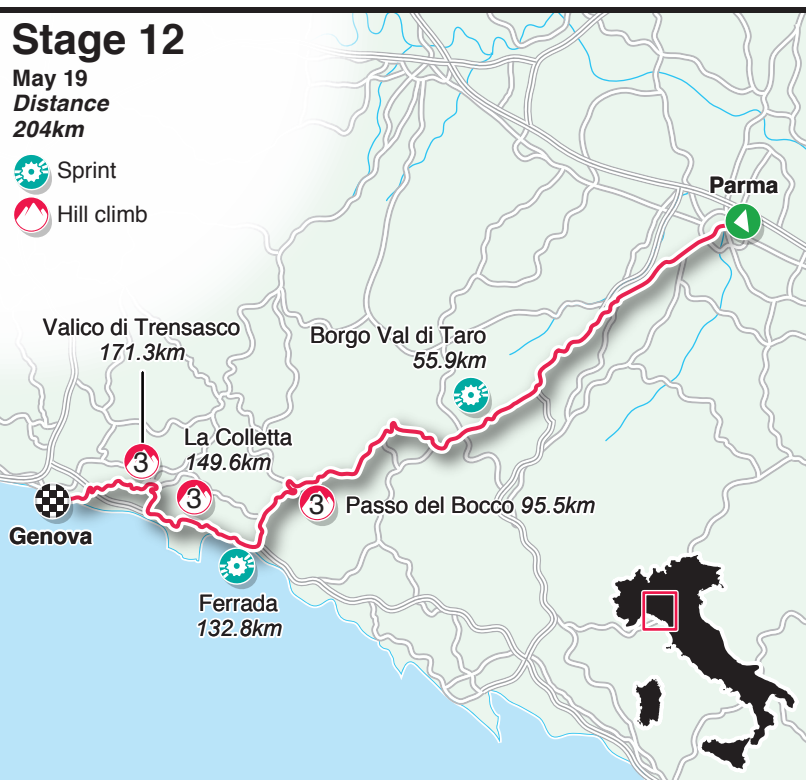 Stage 12
May 19
Distance
204km
Sprint
Hill climb
Parma
Valico di Trensasco
171.3km
Borgo Val di Taro
55.9km
La Colletta
149.6km
3
3
3
Passo del Bocco 95.5km
Genova
Ferrada
132.8km